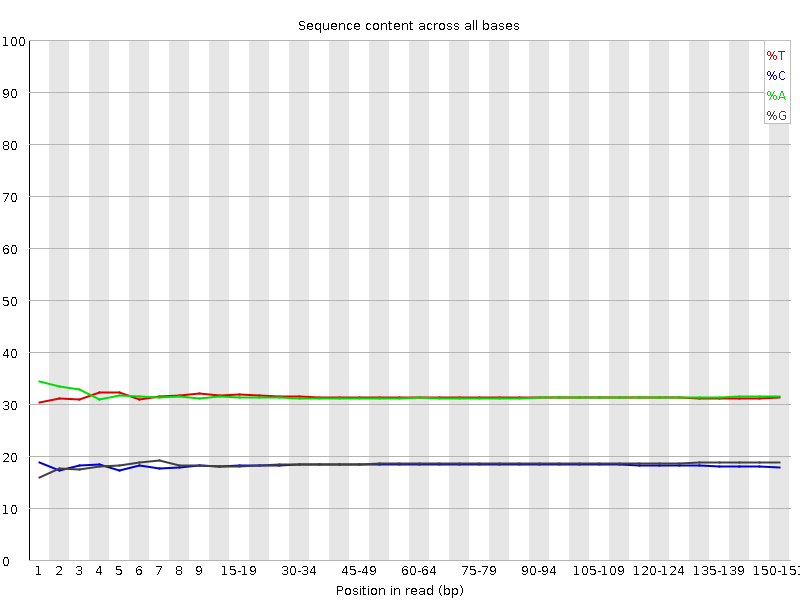 Sequence content across all bases
100
90
80
70
60
50
40
30
20
10
0
%T
%C
%A
%G
1 2 3 4 5 6 7 8 9 15-19 30-34 45-49 60-64 75-79 90-94 105-109 120-124 135-139 150-151
Position in read (bp)